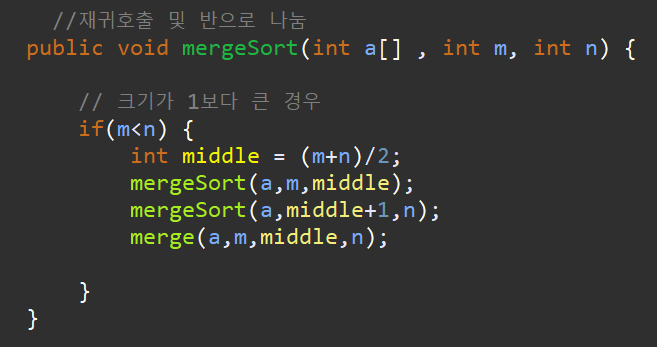 //재귀호출 및 반으로 나눔
public void mergeSort(int a[] , int m, int n) {
// 크기가 1보다 큰 경우
if(m<n) {
int middle = (m+n)/2;
mergeSort(a,m,middle);
mergeSort(a,middle+1,n);
merge(a,m,middle,n);
}
}